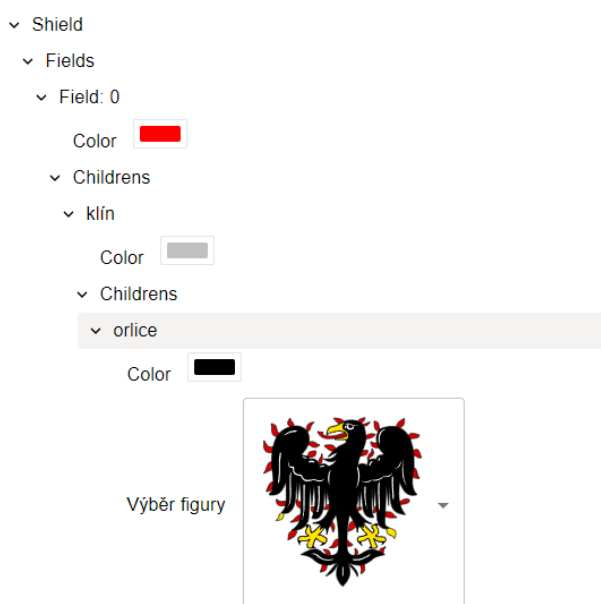 Shield
Fields
Field: 0
Color
Childrens
klín
Color
Childrens
orlice
Color
Výběr figury